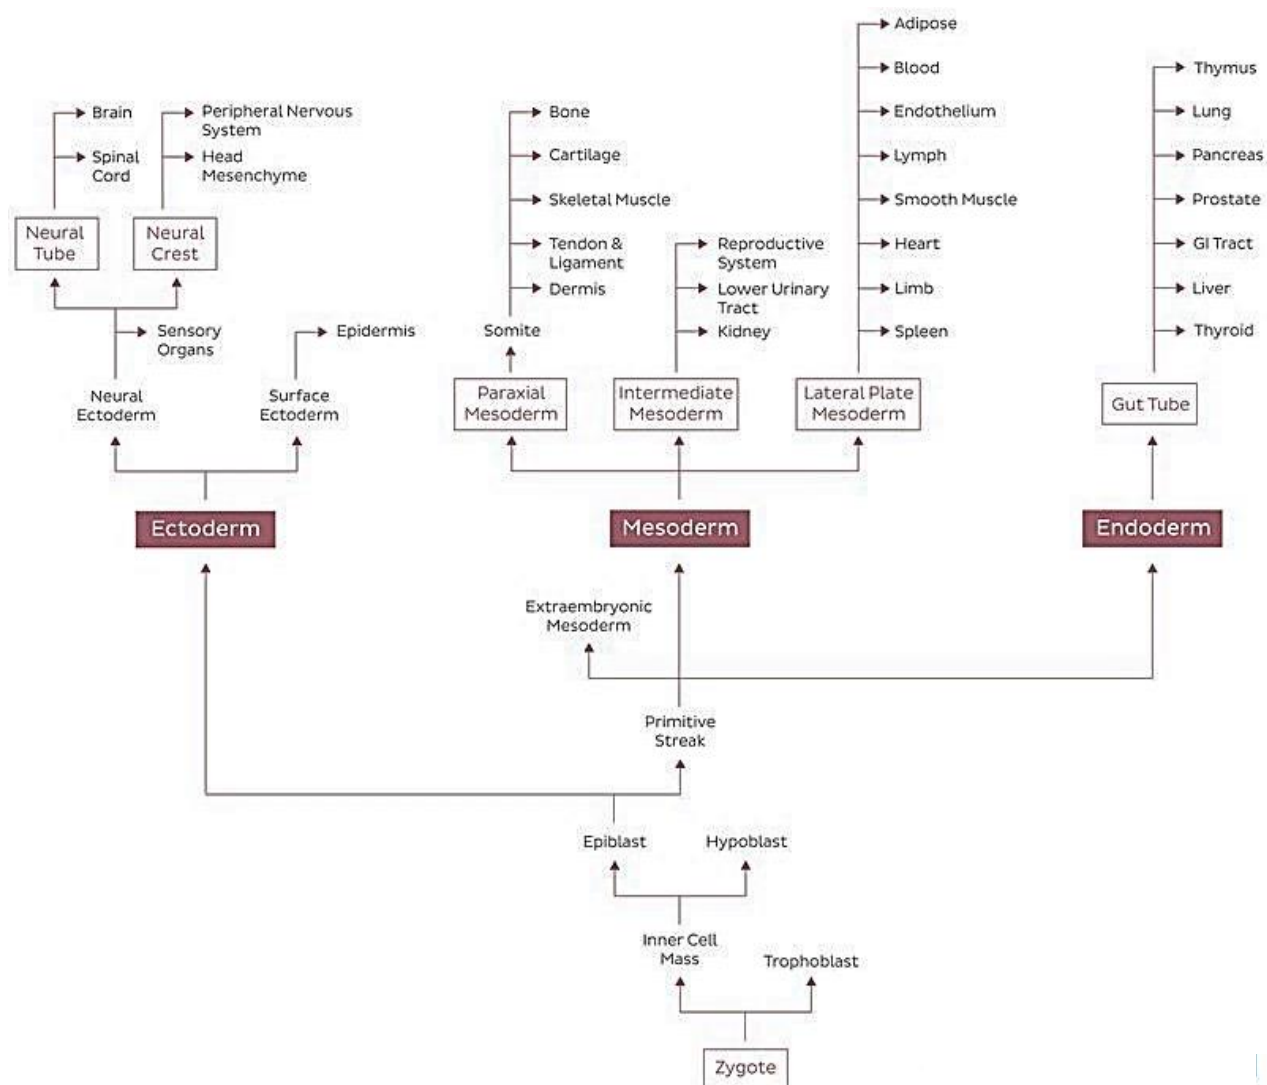 Adipose
Blood
Thymus
Brain
Peripheral Nervous
System
Bone
Endothelium
Lung
Spinal
Cord
Head
Mesenchyme
Cartilage
Lymph
Pancreas
Skeletal Muscle
Smooth Muscle
Prostate
Neural
Tube
Neural
Crest
Tendon &
Ligament
Reproductive
System
Heart
GI Tract
Dermis
Lower Urinary
Tract
Limb
Liver
Sensory
Organs
Epidermis
Somite
Kidney
Spleen
Thyroid
Neural
Ectoderm
Surface
Ectoderm
Paraxial
Mesoderm
Intermediate
Mesoderm
Lateral Plate
Mesoderm
Gut Tube
Ectoderm
Mesoderm
Endoderm
Extraembryonic
Mesoderm
Primitive
Streak
Epiblast
Hypoblast
Inner Cell
Mass
Trophoblast
Zygote